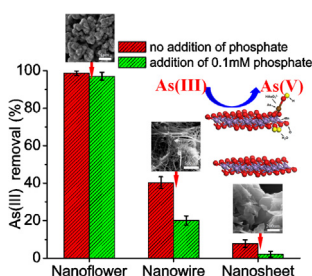 no addition of phosphate
addition of 0.1mM phosphate
As(III) As(V)
As(III) removal (%)
100
80
60
40
20
0
Nanoflower Nanowire Nanosheet